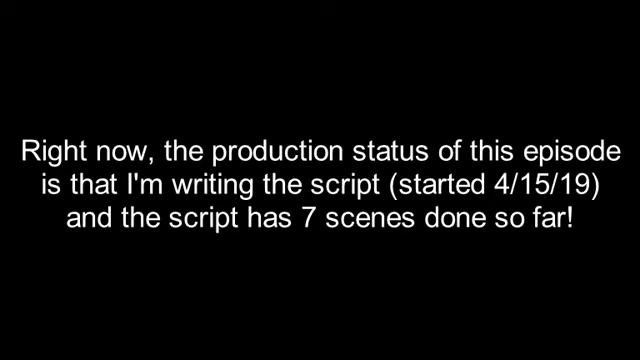 Right now, the production status of this episode
is that I'm writing the script (started 4/15/19)
and the script has 7 scenes done so far!